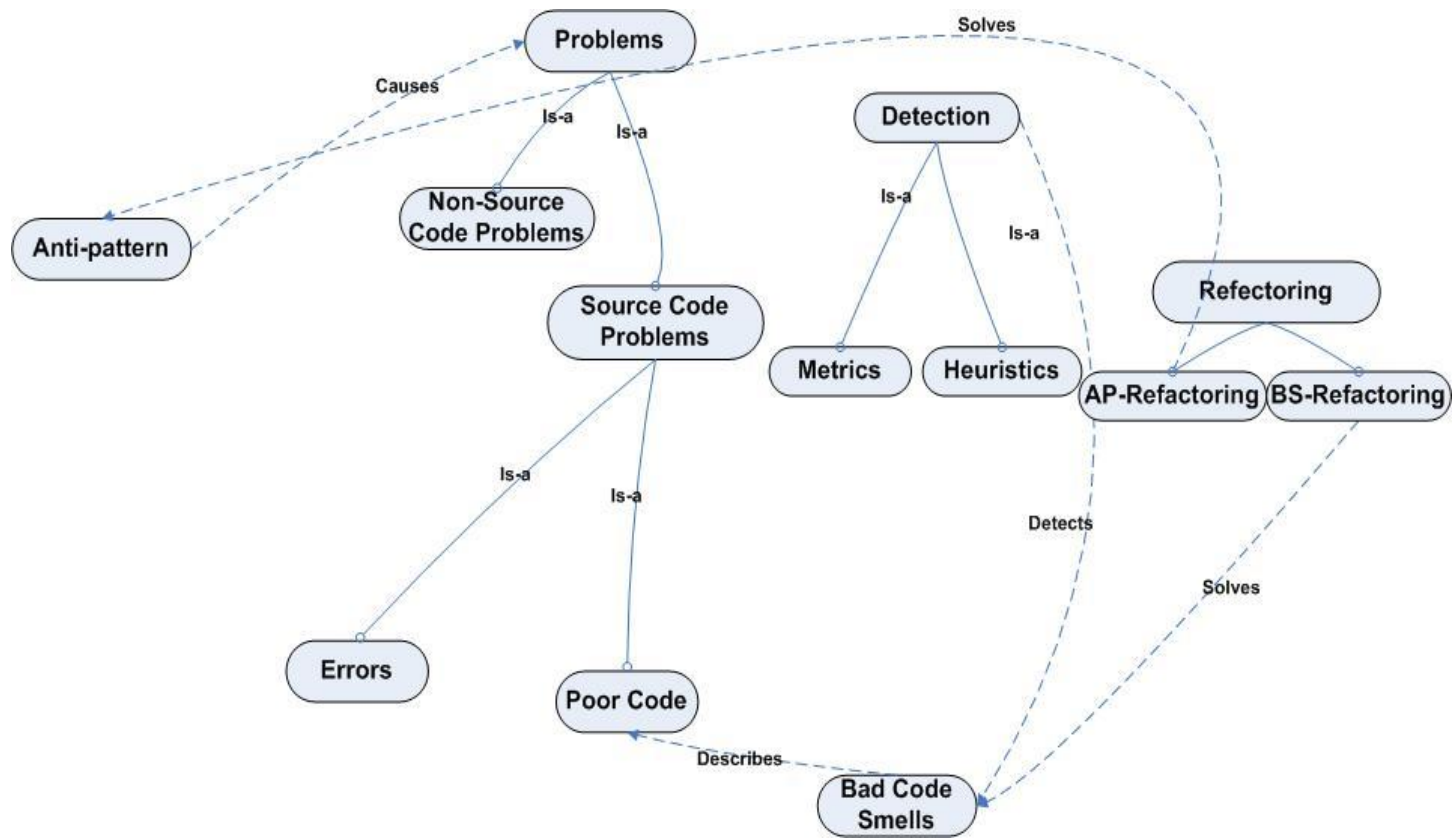 Solves
Problems
Causes
Is-a
Is-a
Detection
Is-a
Is-a
Non-Source
Code Problems
Anti-pattern
Refectoring
Source Code
Problems
Metrics
Heuristics
AP-Refactoring
BS-Refactoring
Is-a
Is-a
Detects
Solves
Errors
Poor Code
Describes
Bad Code
Smells